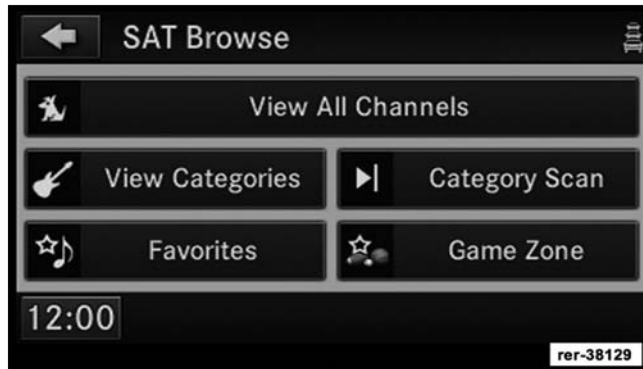 SAT Browse
View All Channels
View Categories
Category Scan
Favorites
Game Zone
12:00
rer-38129